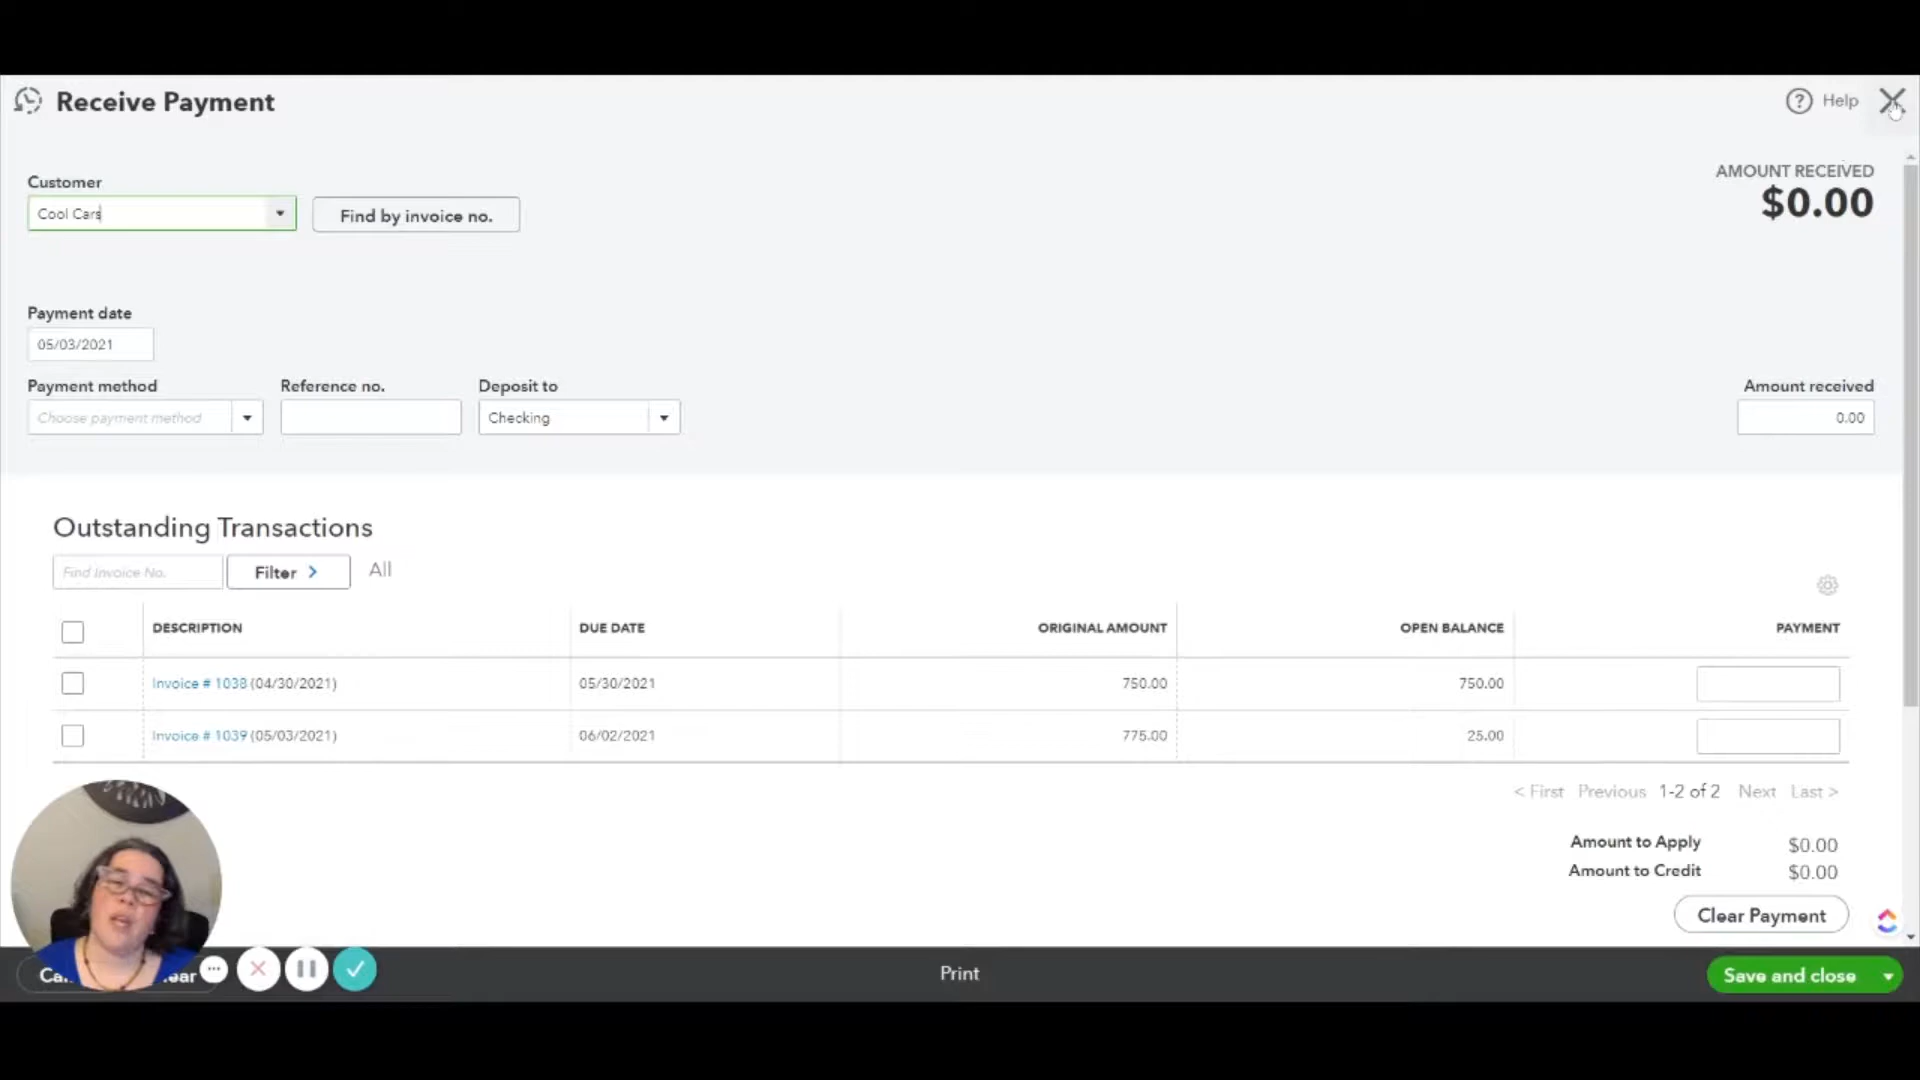 Receive Payment
? Help
Customer
AMOUNT RECEIVED
Cool Cars
Find by invoice no.
$0.00
Payment date
05/03/2021
Payment method Reference no. Deposit to Amount received
Choose payment method Checking 0.00
Outstanding Transactions
Find Invoice No. Filter > All
DESCRIPTION DUE DATE ORIGINAL AMOUNT OPEN BALANCE PAYMENT
Invoice # 1038 (04/30/2021) 05/30/2021 750.00 750.00
Invoice # 1039 (05/03/2021) 06/02/2021 775.00 25.00
< First Previous 1-2 of 2 Next Last >
Amount to Apply $0.00
Amount to Credit $0.00
Clear Payment
Print
Save and close